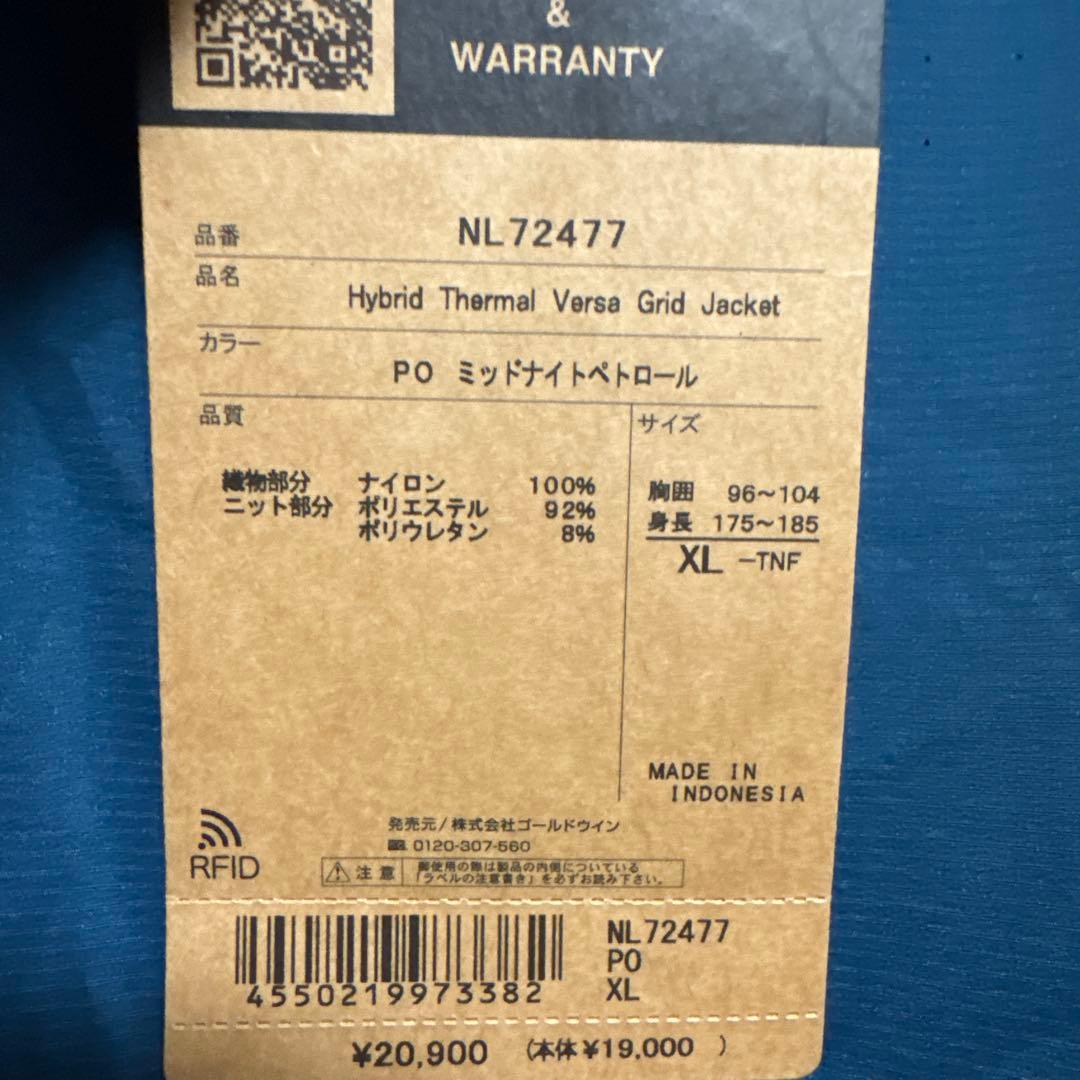 &
WARRANTY
品番 NL72477
品名
Hybrid Thermal Versa Grid Jacket
カラー
PO ミッドナイトペトロール
品質
サイズ
織物部分 ナイロン 100%
ニット部分 ポリエステル 92%
ポリウレタン 8%
胸囲 96~104
身長 175~185
XL -TNF
MADE IN
INDONESIA
発売元/株式会社ゴールドウイン
0120-307-560
RFID
注意
御使用の際は製品の内側についている
「ラベルの注意書き」を必ずお読み下さい。
4550219973382
NL72477
PO
XL
¥20,900 (本体¥19,000 )